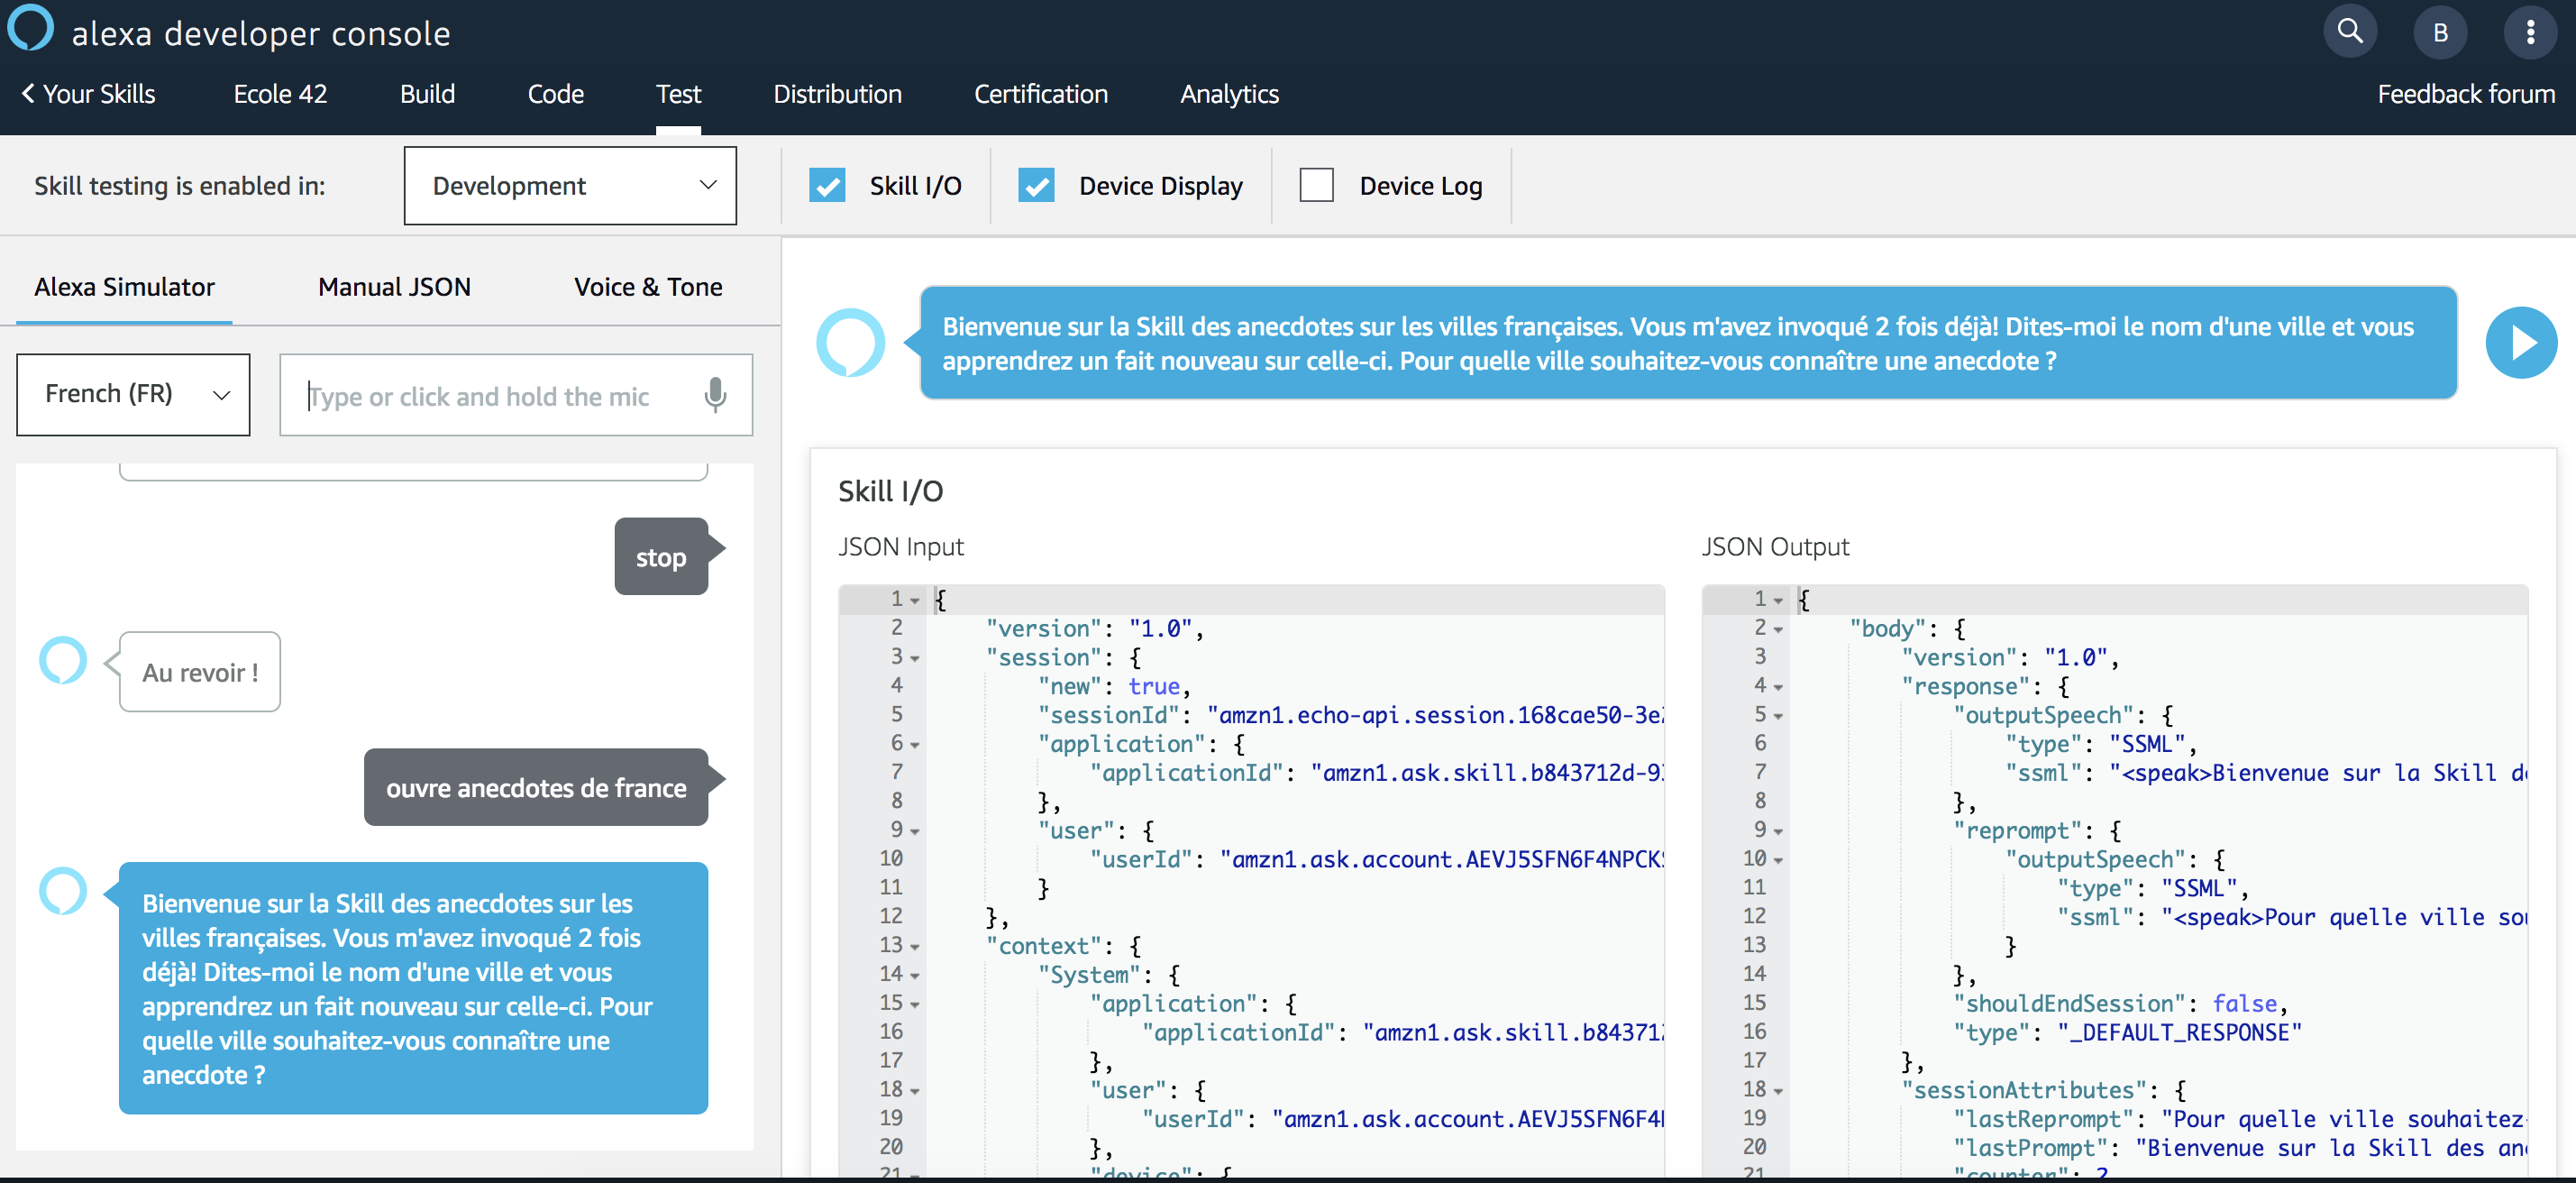 alexa developer console
B
Your Skills
Ecole 42
Build
Code
Test
Distribution
Certification
Analytics
Feedback forum
Skill testing is enabled in:
Development
Skill I/O
Device Display
Device Log
Alexa Simulator
Manual JSON
Voice & Tone
French (FR)
Type or click and hold the mic
stop
Au revoir !
ouvre anecdotes de france
Bienvenue sur la Skill des anecdotes sur les
villes françaises. Vous m'avez invoqué 2 fois
déjà! Dites-moi le nom d'une ville et vous
apprendrez un fait nouveau sur celle-ci. Pour
quelle ville souhaitez-vous connaître une
anecdote ?
Bienvenue sur la Skill des anecdotes sur les villes françaises. Vous m'avez invoqué 2 fois déjà! Dites-moi le nom d'une ville et vous
apprendrez un fait nouveau sur celle-ci. Pour quelle ville souhaitez-vous connaître une anecdote ?
Skill I/O
JSON Input
1 {
2 "version": "1.0",
3 "session": {
4 "new": true,
5 "sessionId": "amzn1.echo-api.session.168cae50-3e
6 "application": {
7 "applicationId": "amzn1.ask.skill.b843712d-9
8 },
9 "user": {
10 "userId": "amzn1.ask.account.AEVJ5SFN6F4NPCK
11 }
12 },
13 "context": {
14 "System": {
15 "application": {
16 "applicationId": "amzn1.ask.skill.b84371
17 },
18 "user": {
19 "userId": "amzn1.ask.account.AEVJ5SFN6F4
20 },
21 "device": {
JSON Output
1 {
2 "body": {
3 "version": "1.0",
4 "response": {
5 "outputSpeech": {
6 "type": "SSML",
7 "ssml": "<speak>Bienvenue sur la Skill d
8 },
9 "reprompt": {
10 "outputSpeech": {
11 "type": "SSML",
12 "ssml": "<speak>Pour quelle ville so
13 }
14 },
15 "shouldEndSession": false,
16 "type": "_DEFAULT_RESPONSE"
17 },
18 "sessionAttributes": {
19 "lastReprompt": "Pour quelle ville souhaitez
20 "lastPrompt": "Bienvenue sur la Skill des an
21 "counter": 2